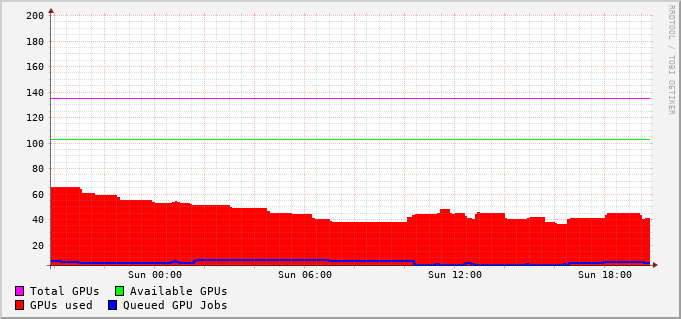 200
180
160
140
120
100
80
60
40
20
Sun 00:00 Sun 06:00 Sun 12:00 Sun 18:00
Total GPUs Available GPUs
GPUs used Queued GPU Jobs
RRDTOOL / TOBI OETIKER